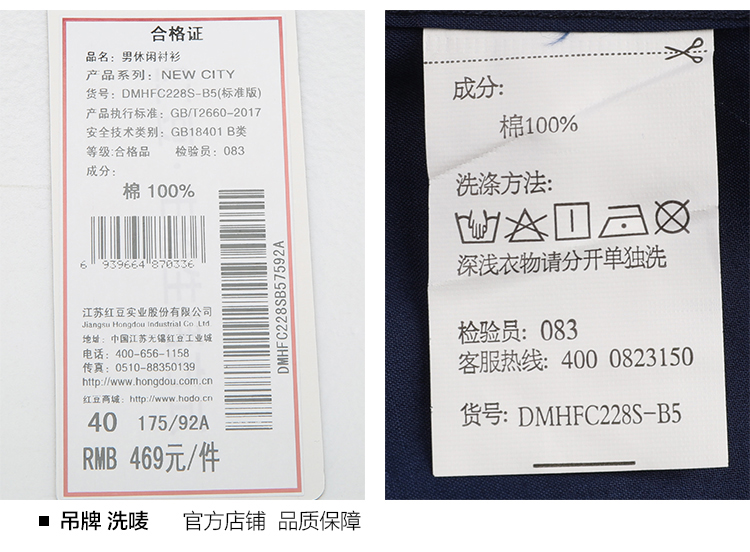 合格证
品名: 男休闲衬衫
产品系列: NEW CITY
货号: DMHFC228S-B5(标准版)
产品执行标准: GB/T2660-2017
安全技术类别: GB18401 B类
等级:合格品 检验员: 083
成分:
棉 100%
6 939664 870336
DMHFC228SB57592A
江苏红豆实业股份有限公司
Jiangsu Hongdou Industrial Co., Ltd.
地址: 中国江苏无锡红豆工业城
电话: 400-656-1158
传真: 0510-88350139
http://www.hongdou.com.cn
红豆商城: http://www.hodo.cn
40 175/92A
RMB 469元/件
成分:
棉100%
洗涤方法:
深浅衣物请分开单独洗
检验员: 083
客服热线: 400 0823150
货号: DMHFC228S-B5
吊牌 洗唛 官方店铺 品质保障